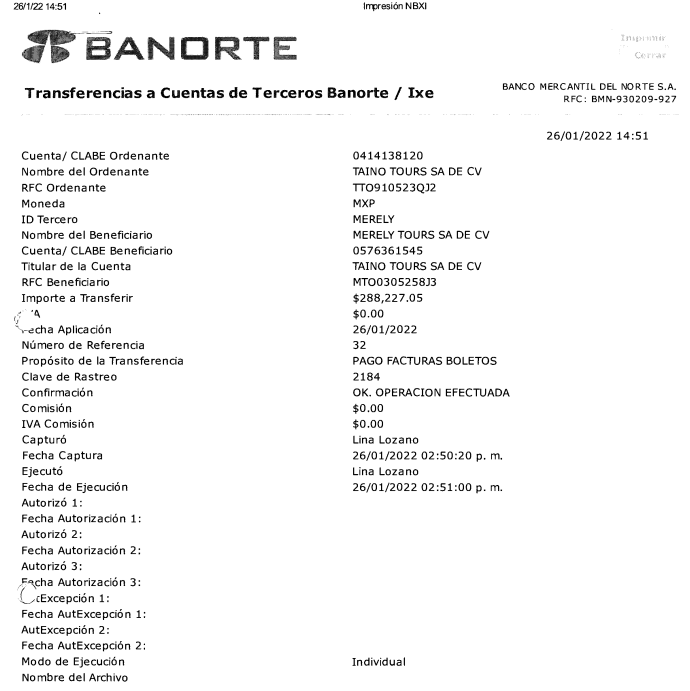 26/1/22 14:51 Impresión NBXI
BANORTE
Imprimir
Cerrar
Transferencias a Cuentas de Terceros Banorte / Ixe
BANCO MERCANTIL DEL NORTE S.A.
RFC: BMN-930209-927
26/01/2022 14:51
Cuenta/ CLABE Ordenante 0414138120
Nombre del Ordenante TAINO TOURS SA DE CV
RFC Ordenante TTO910523QJ2
Moneda MXP
ID Tercero MERELY
Nombre del Beneficiario MERELY TOURS SA DE CV
Cuenta/ CLABE Beneficiario 0576361545
Titular de la Cuenta TAINO TOURS SA DE CV
RFC Beneficiario MTO0305258J3
Importe a Transferir $288,227.05
VA $0.00
Fecha Aplicación 26/01/2022
Número de Referencia 32
Propósito de la Transferencia PAGO FACTURAS BOLETOS
Clave de Rastreo 2184
Confirmación OK. OPERACION EFECTUADA
Comisión $0.00
IVA Comisión $0.00
Capturó Lina Lozano
Fecha Captura 26/01/2022 02:50:20 p. m.
Ejecutó Lina Lozano
Fecha de Ejecución 26/01/2022 02:51:00 p. m.
Autorizó 1:
Fecha Autorización 1:
Autorizó 2:
Fecha Autorización 2:
Autorizó 3:
Fecha Autorización 3:
tExcepción 1:
Fecha AutExcepción 1:
AutExcepción 2:
Fecha AutExcepción 2:
Modo de Ejecución Individual
Nombre del Archivo